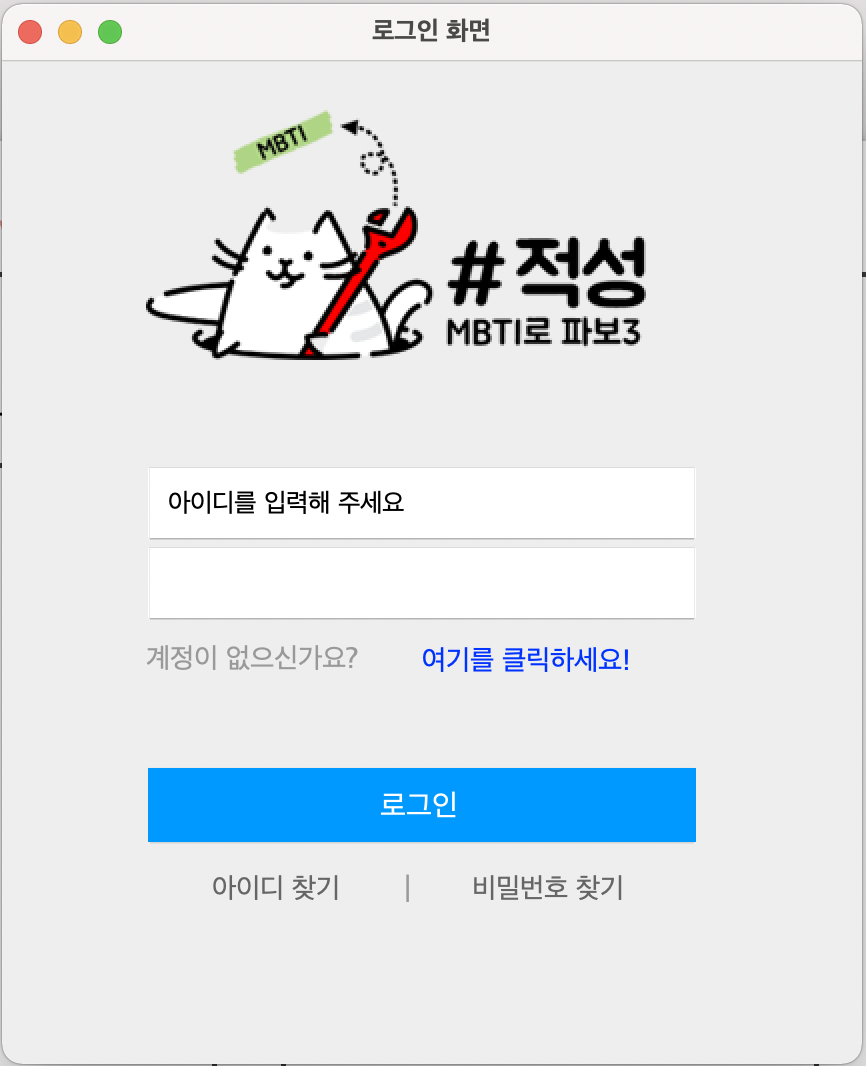 로그인 화면
MBTI
#적성
MBTI로 파보3
아이디를 입력해 주세요
계정이 없으신가요? 여기를 클릭하세요!
로그인
아이디 찾기 | 비밀번호 찾기